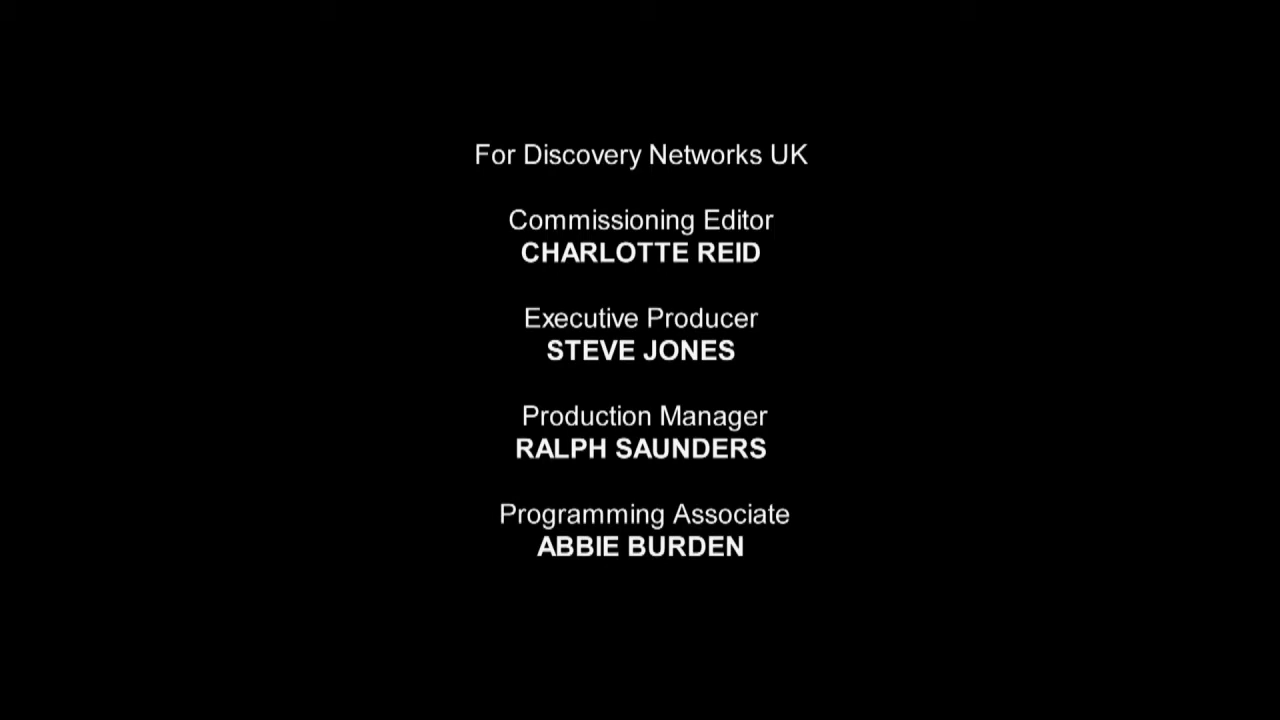 For Discovery Networks UK
Commissioning Editor
CHARLOTTE REID
Executive Producer
STEVE JONES
Production Manager
RALPH SAUNDERS
Programming Associate
ABBIE BURDEN